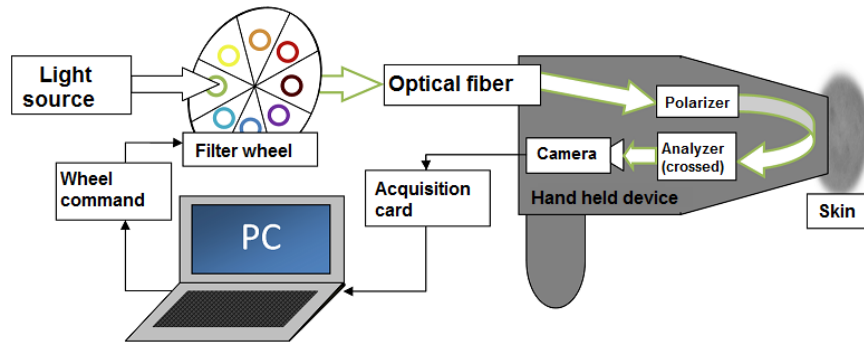 Light
source
Filter wheel
Optical fiber
Polarizer
Analyzer
(crossed)
Camera
Hand held device
Skin
Wheel
command
Acquisition
card
PC